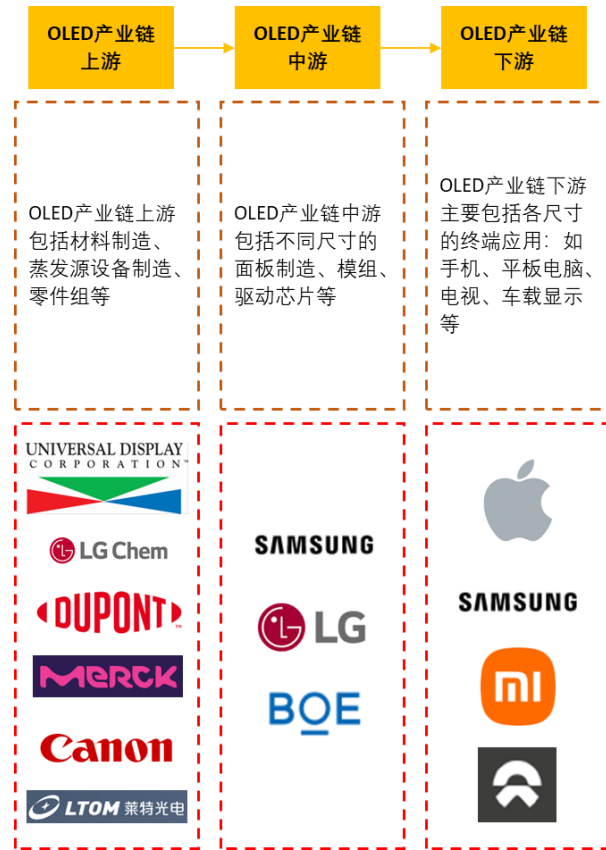 OLED产业链
上游
OLED产业链
中游
OLED产业链
下游
OLED产业链上游
包括材料制造、
蒸发源设备制造、
零件组等
OLED产业链中游
包括不同尺寸的
面板制造、模组、
驱动芯片等
OLED产业链下游
主要包括各尺寸
的终端应用：如
手机、平板电脑、
电视、车载显示
等
UNIVERSAL DISPLAY
CORPORATION™
LG Chem
DUPONT™
MERCK
Canon
LTOM 莱特光电
SAMSUNG
LG
BOE
SAMSUNG
mi